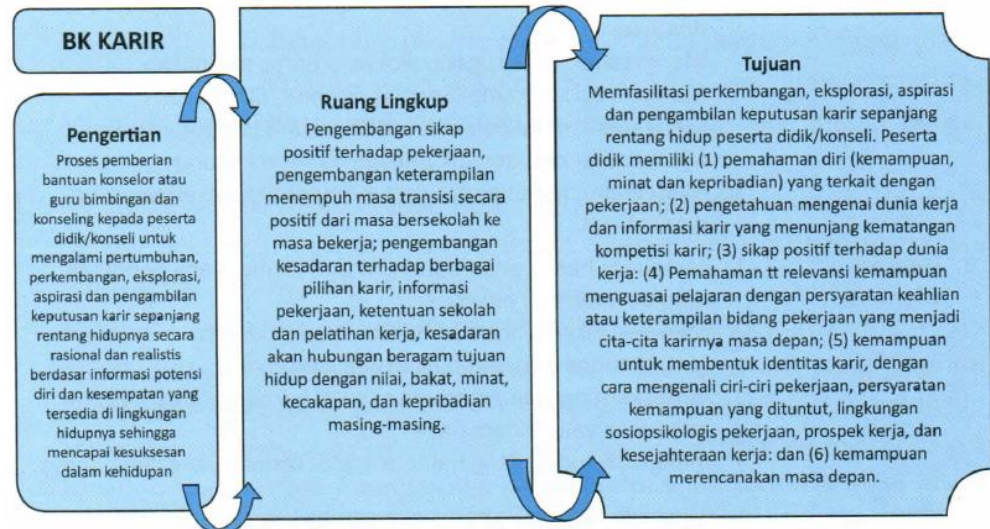 BK KARIR
Pengertian
Proses pemberian
bantuan konselor atau
guru bimbingan dan
konseling kepada peserta
didik/konseli untuk
mengalami pertumbuhan,
perkembangan, eksplorasi,
aspirasi dan pengambilan
keputusan karir sepanjang
rentang hidupnya secara
rasional dan realistis
berdasar informasi potensi
diri dan kesempatan yang
tersedia di lingkungan
hidupnya sehingga
mencapai kesuksesan
dalam kehidupan
Ruang Lingkup
Pengembangan sikap
positif terhadap pekerjaan,
pengembangan keterampilan
menempuh masa transisi secara
positif dari masa bersekolah ke
masa bekerja; pengembangan
kesadaran terhadap berbagai
pilihan karir, informasi
pekerjaan, ketentuan sekolah
dan pelatihan kerja, kesadaran
akan hubungan beragam tujuan
hidup dengan nilai, bakat, minat,
kecakapan, dan kepribadian
masing-masing.
Tujuan
Memfasilitasi perkembangan, eksplorasi, aspirasi
dan pengambilan keputusan karir sepanjang
rentang hidup peserta didik/konseli. Peserta
didik memiliki (1) pemahaman diri (kemampuan,
minat dan kepribadian) yang terkait dengan
pekerjaan; (2) pengetahuan mengenai dunia kerja
dan informasi karir yang menunjang kematangan
kompetisi karir; (3) sikap positif terhadap dunia
kerja: (4) Pemahaman tt relevansi kemampuan
menguasai pelajaran dengan persyaratan keahlian
atau keterampilan bidang pekerjaan yang menjadi
cita-cita karirnya masa depan; (5) kemampuan
untuk membentuk identitas karir, dengan
cara mengenali ciri-ciri pekerjaan, persyaratan
kemampuan yang dituntut, lingkungan
sosiopsikologis pekerjaan, prospek kerja, dan
kesejahteraan kerja: dan (6) kemampuan
merencanakan masa depan.